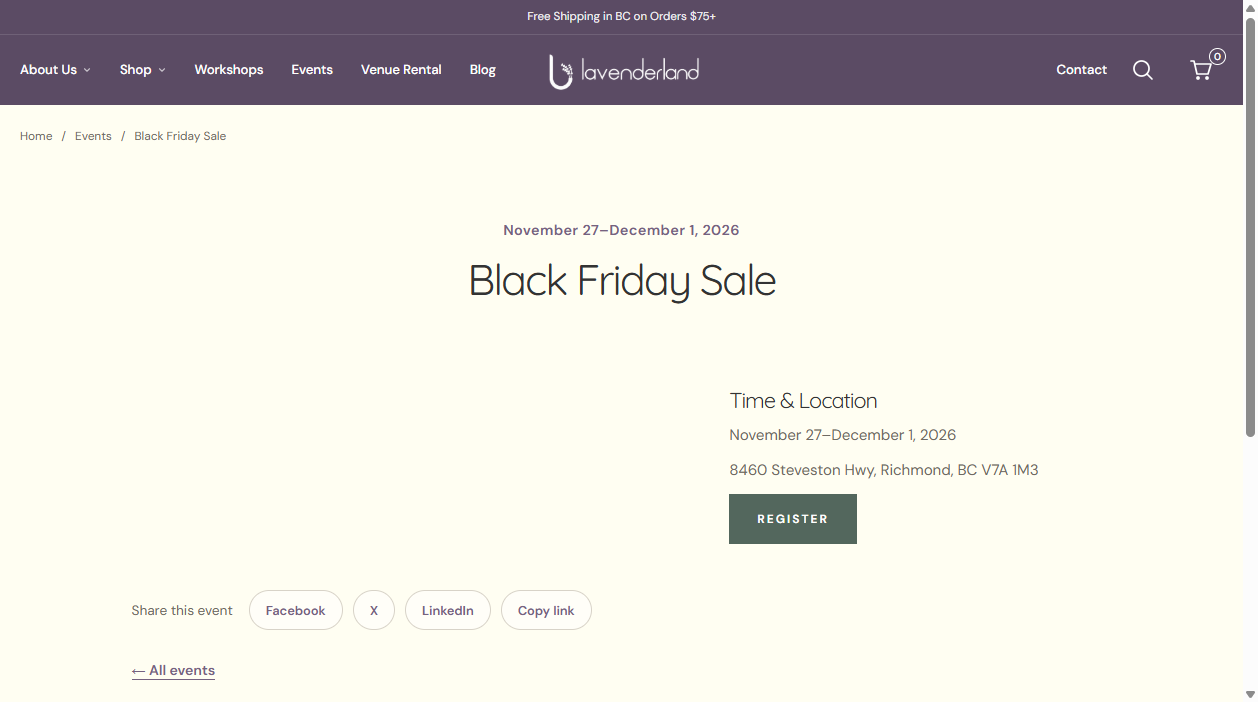 Free Shipping in BC on Orders $75+
About Us Shop Workshops Events Venue Rental Blog lavenderland Contact 0
Home / Events / Black Friday Sale
November 27–December 1, 2026
Black Friday Sale
Time & Location
November 27–December 1, 2026
8460 Steveston Hwy, Richmond, BC V7A 1M3
REGISTER
Share this event Facebook X LinkedIn Copy link
← All events